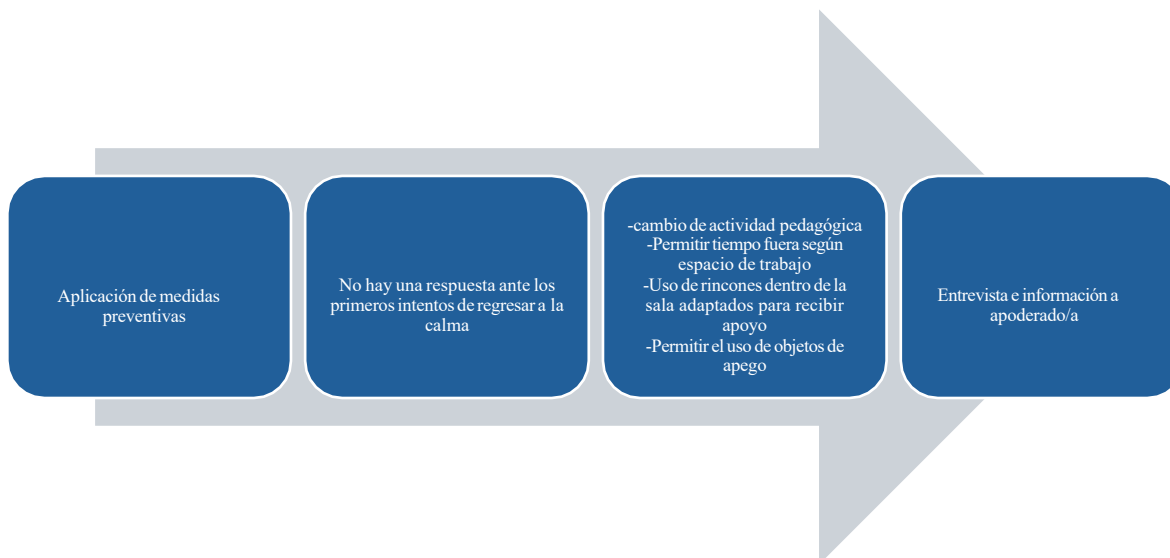 Aplicación de medidas
preventivas
No hay una respuesta ante los
primeros intentos de regresar a la
calma
-cambio de actividad pedagógica
-Permitir tiempo fuera según
espacio de trabajo
-Uso de rincones dentro de la
sala adaptados para recibir
apoyo
-Permitir el uso de objetos de
apego
Entrevista e información a
apoderado/a